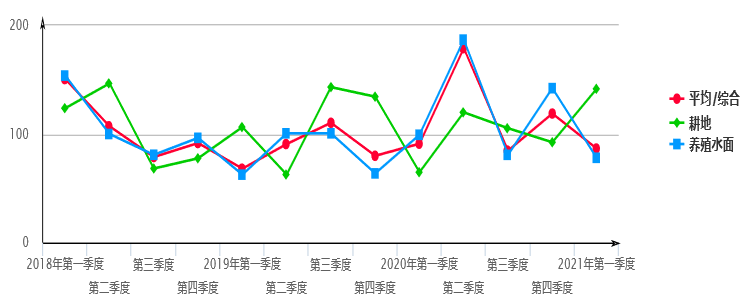 200
100
0
2018年第一季度
第二季度
第三季度
第四季度
2019年第一季度
第二季度
第三季度
第四季度
2020年第一季度
第二季度
第三季度
第四季度
2021年第一季度
平均/综合
耕地
养殖水面